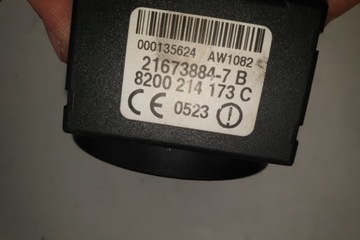 000135624 AW1082
21673884-7 B
8200 214 173 C
CE 0523 !